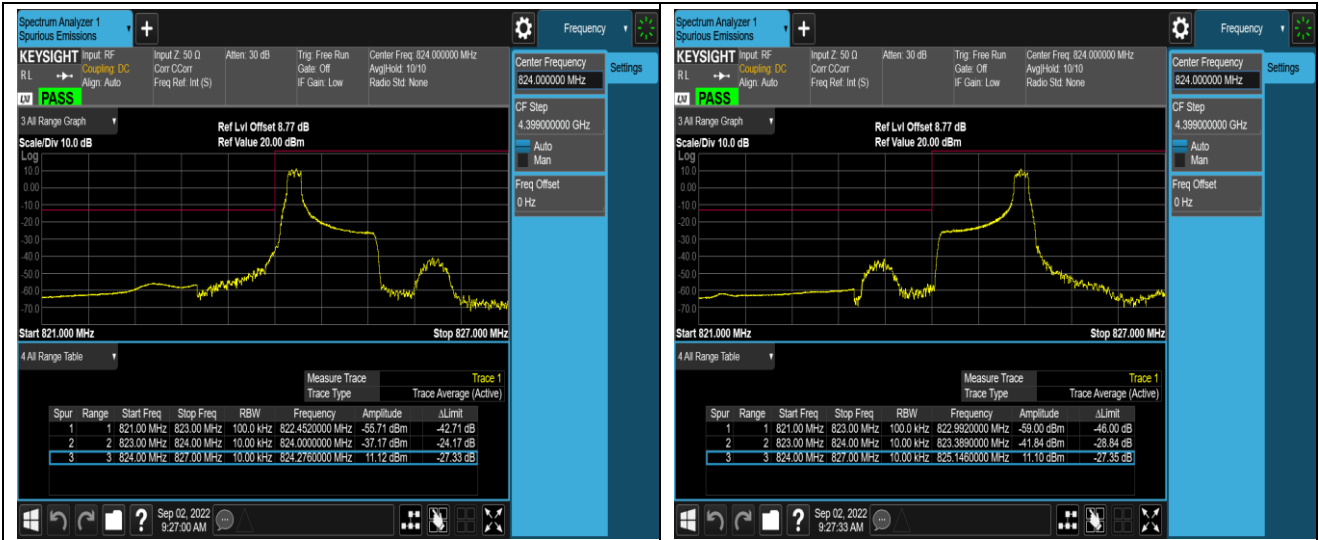 Spectrum Analyzer 1
Spurious Emissions
+
Frequency
KEYSIGHT Input: RF Input Z: 50 Ω Atten: 30 dB Trig: Free Run Center Freq: 824.000000 MHz
Coupling: DC Corr CCorr Gate: Off Avg|Hold: 10/10
RL Align: Auto Freq Ref: Int (S) IF Gain: Low Radio Std: None
LXI PASS
3 All Range Graph
Ref Lvl Offset 8.77 dB
Scale/Div 10.0 dB Ref Value 20.00 dBm
Log
10.0
0.00
-10.0
-20.0
-30.0
-40.0
-50.0
-60.0
-70.0
Start 821.000 MHz Stop 827.000 MHz
4 All Range Table
Measure Trace Trace 1
Trace Type Trace Average (Active)
Spur Range Start Freq Stop Freq RBW Frequency Amplitude ΔLimit
1 1 821.00 MHz 823.00 MHz 100.0 kHz 822.4520000 MHz -55.71 dBm -42.71 dB
2 2 823.00 MHz 824.00 MHz 10.00 kHz 824.0000000 MHz -37.17 dBm -24.17 dB
3 3 824.00 MHz 827.00 MHz 10.00 kHz 824.2760000 MHz 11.12 dBm -27.33 dB
Center Frequency
824.000000 MHz
Settings
CF Step
4.399000000 GHz
Auto
Man
Freq Offset
0 Hz
?
Sep 02, 2022
9:27:00 AM
Spectrum Analyzer 1
Spurious Emissions
+
Frequency
KEYSIGHT Input: RF Input Z: 50 Ω Atten: 30 dB Trig: Free Run Center Freq: 824.000000 MHz
Coupling: DC Corr CCorr Gate: Off Avg|Hold: 10/10
RL Align: Auto Freq Ref: Int (S) IF Gain: Low Radio Std: None
LXI PASS
3 All Range Graph
Ref Lvl Offset 8.77 dB
Scale/Div 10.0 dB Ref Value 20.00 dBm
Log
10.0
0.00
-10.0
-20.0
-30.0
-40.0
-50.0
-60.0
-70.0
Start 821.000 MHz Stop 827.000 MHz
4 All Range Table
Measure Trace Trace 1
Trace Type Trace Average (Active)
Spur Range Start Freq Stop Freq RBW Frequency Amplitude ΔLimit
1 1 821.00 MHz 823.00 MHz 100.0 kHz 822.9920000 MHz -59.00 dBm -46.00 dB
2 2 823.00 MHz 824.00 MHz 10.00 kHz 823.3890000 MHz -41.84 dBm -28.84 dB
3 3 824.00 MHz 827.00 MHz 10.00 kHz 825.1460000 MHz 11.10 dBm -27.35 dB
Center Frequency
824.000000 MHz
Settings
CF Step
4.399000000 GHz
Auto
Man
Freq Offset
0 Hz
?
Sep 02, 2022
9:27:33 AM